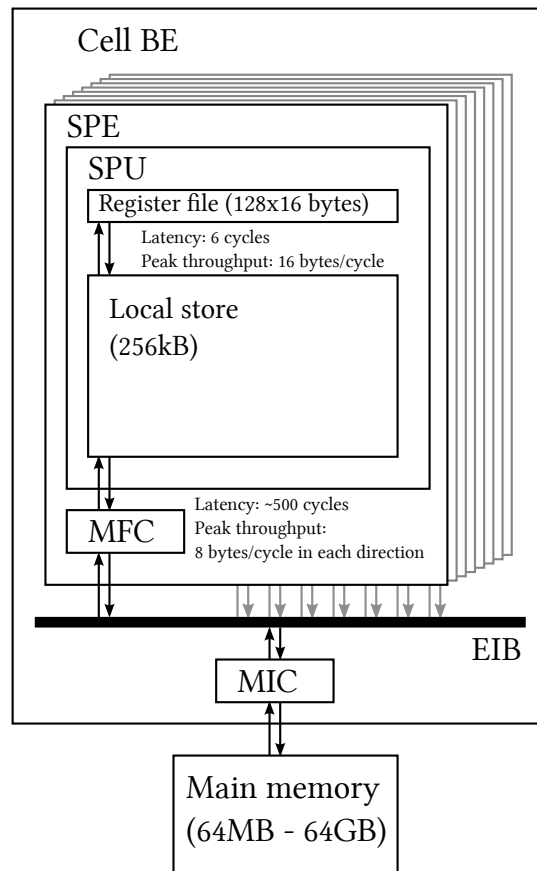 Cell BE
SPE
SPU
Register file (128x16 bytes)
Latency: 6 cycles
Peak throughput: 16 bytes/cycle
Local store
(256kB)
Latency: ~500 cycles
Peak throughput:
8 bytes/cycle in each direction
MFC
EIB
MIC
Main memory
(64MB - 64GB)